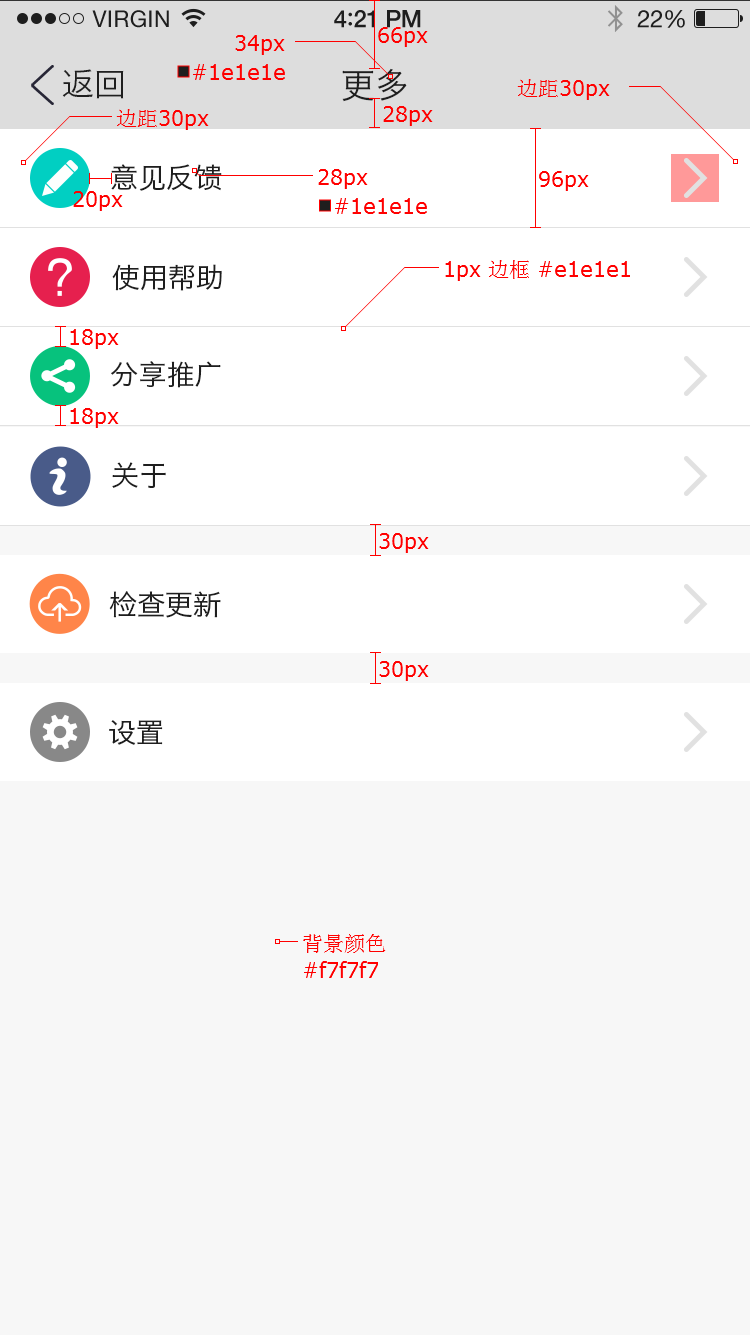 VIRGIN 4:21 PM 22%
66px
34px
#1e1e1e
返回
更多
边距30px
28px
边距30px
意见反馈
28px
96px
20px
#1e1e1e
使用帮助
1px 边框 #e1e1e1
18px
分享推广
18px
关于
30px
检查更新
30px
设置
背景颜色
#f7f7f7